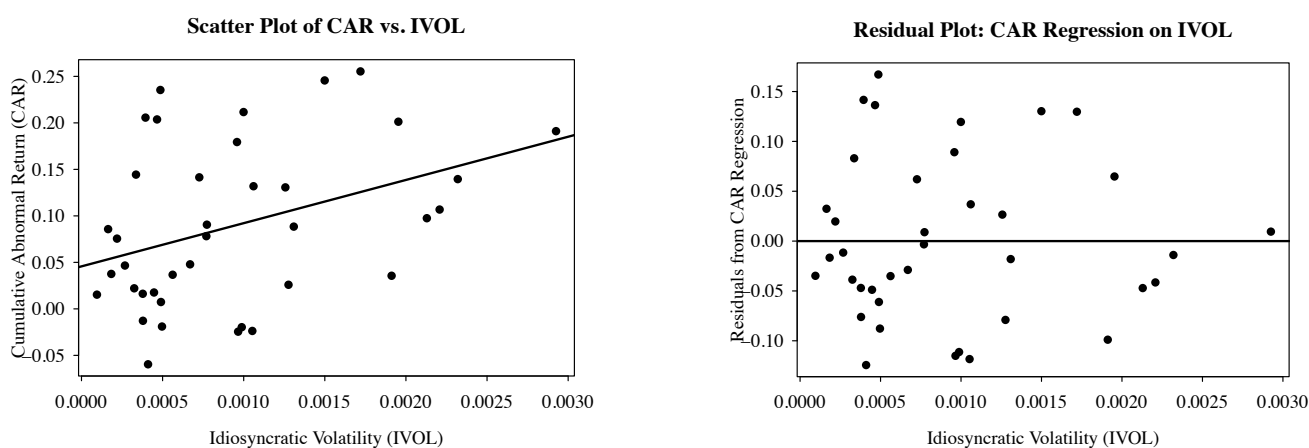 Scatter Plot of CAR vs. IVOL
Cumulative Abnormal Return (CAR)
0.25
0.20
0.15
0.10
0.05
0.00
−0.05
0.0000 0.0005 0.0010 0.0015 0.0020 0.0025 0.0030
Idiosyncratic Volatility (IVOL)
Residual Plot: CAR Regression on IVOL
Residuals from CAR Regression
0.15
0.10
0.05
0.00
−0.05
−0.10
0.0000 0.0005 0.0010 0.0015 0.0020 0.0025 0.0030
Idiosyncratic Volatility (IVOL)